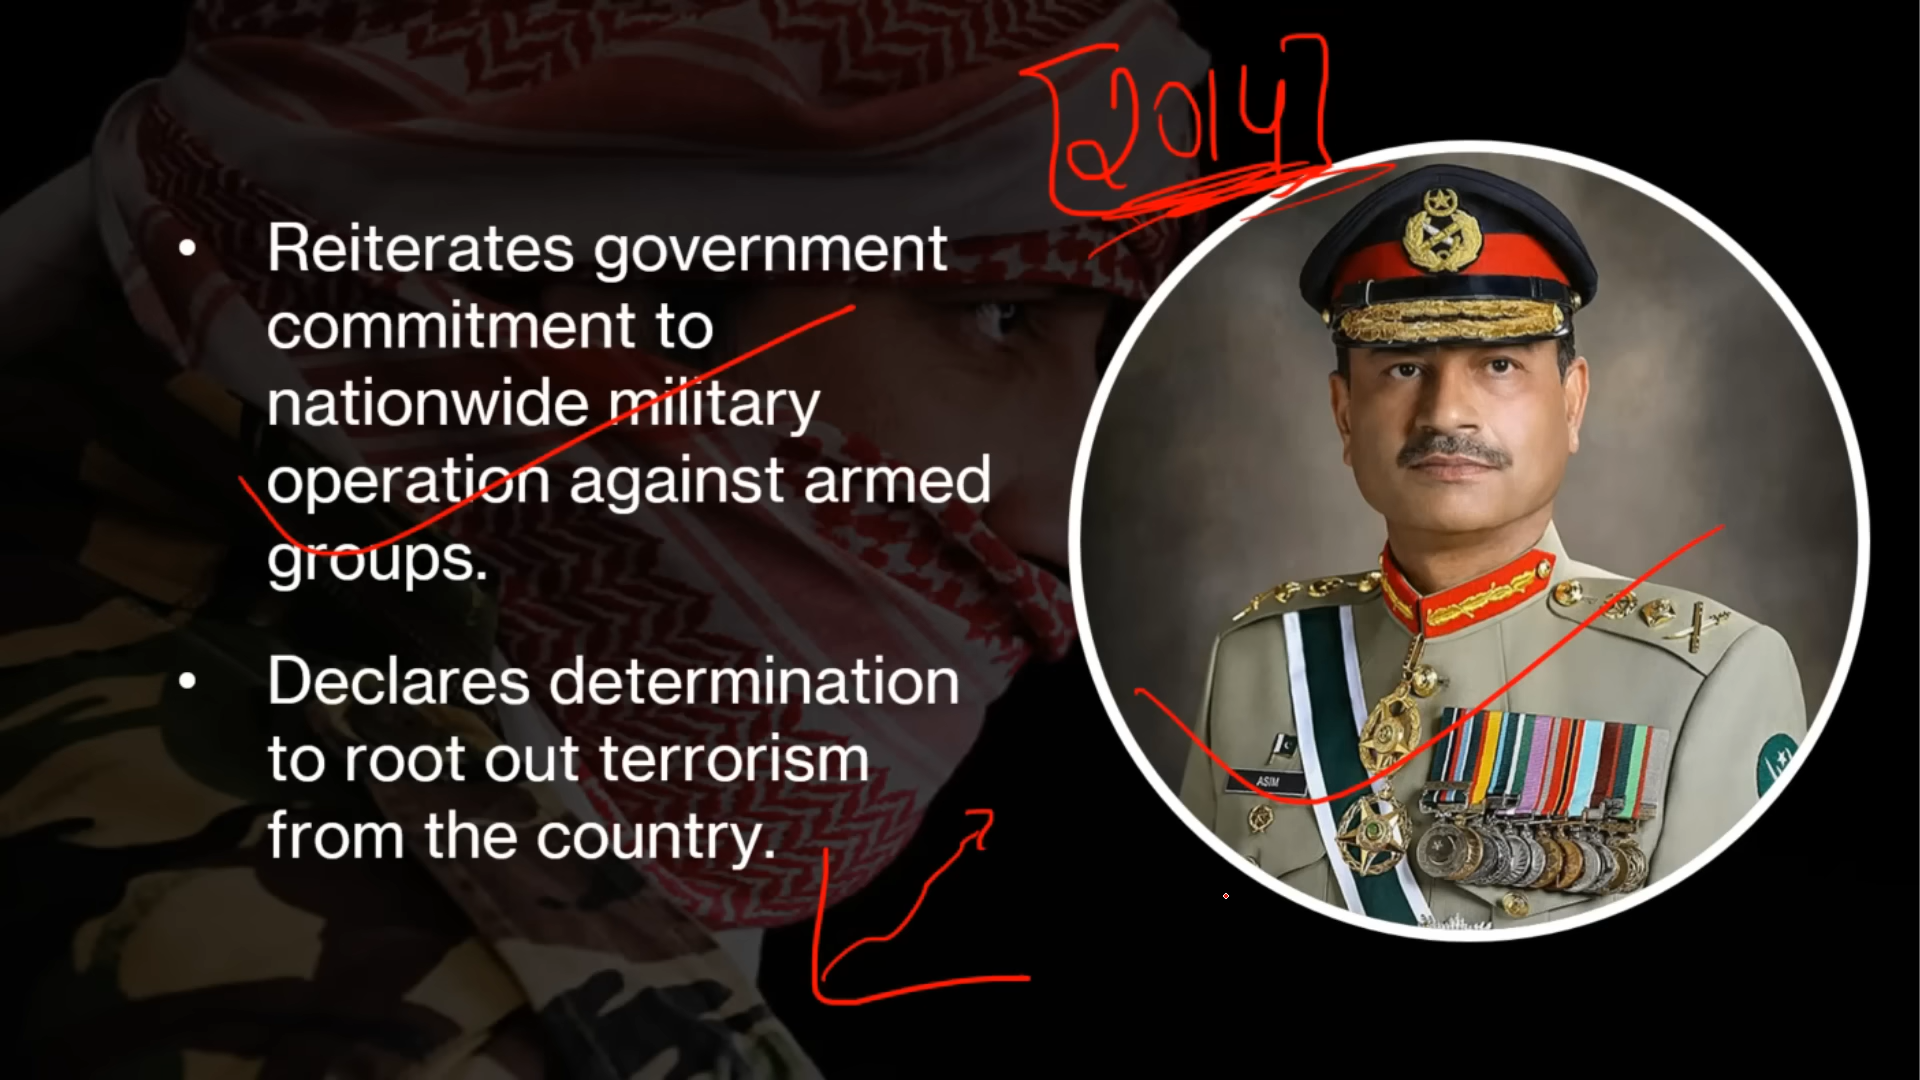 2014
• Reiterates government
commitment to
nationwide military
operation against armed
groups.
• Declares determination
to root out terrorism
from the country.
ASIM